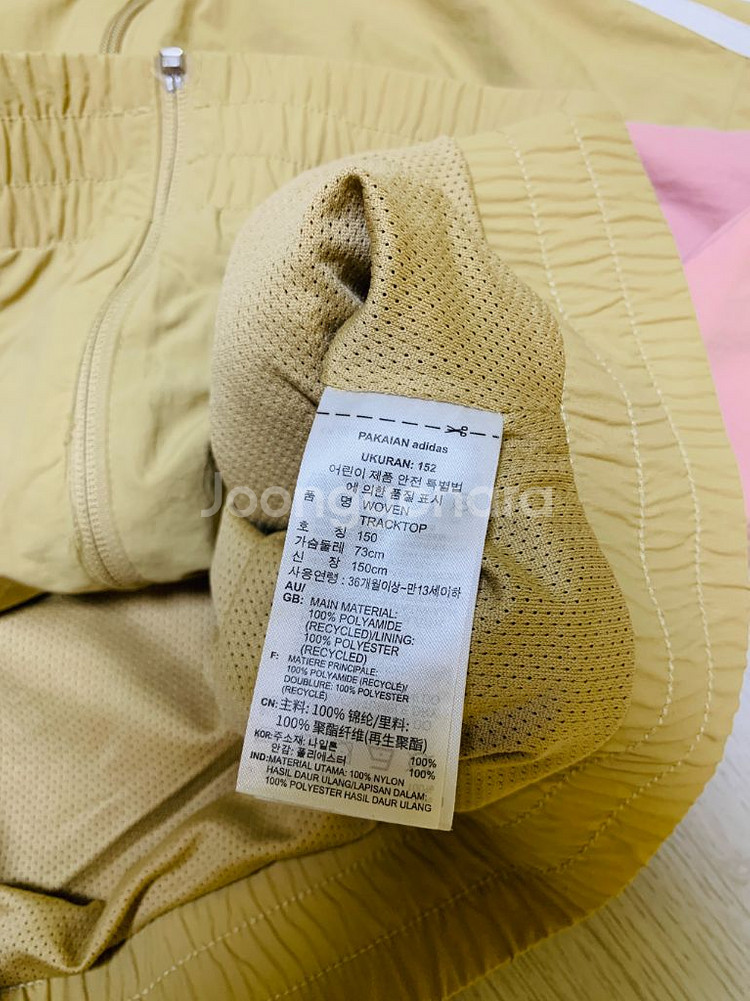 PAKAIAN adidas
UKURAN: 152
어린이 제품 안전 특별법
에 의한 품질 표시
품 명 WOVEN
TRACKTOP
호 칭 150
가슴둘레 73cm
신 장 150cm
사용연령 : 36개월이상~만13세이하
AU/
GB: MAIN MATERIAL:
100% POLYAMIDE
(RECYCLED)/LINING:
100% POLYESTER
(RECYCLED)
F: MATIERE PRINCIPALE:
100% POLYAMIDE (RECYCLÉ)/
DOUBLURE: 100% POLYESTER
(RECYCLÉ)
CN: 主料: 100% 锦纶/里料:
100% 聚酯纤维(再生聚酯)
KOR: 주소재: 나일론 100%
안감: 폴리에스터 100%
IND: MATERIAL UTAMA: 100% NYLON
HASIL DAUR ULANG/LAPISAN DALAM:
100% POLYESTER HASIL DAUR ULANG